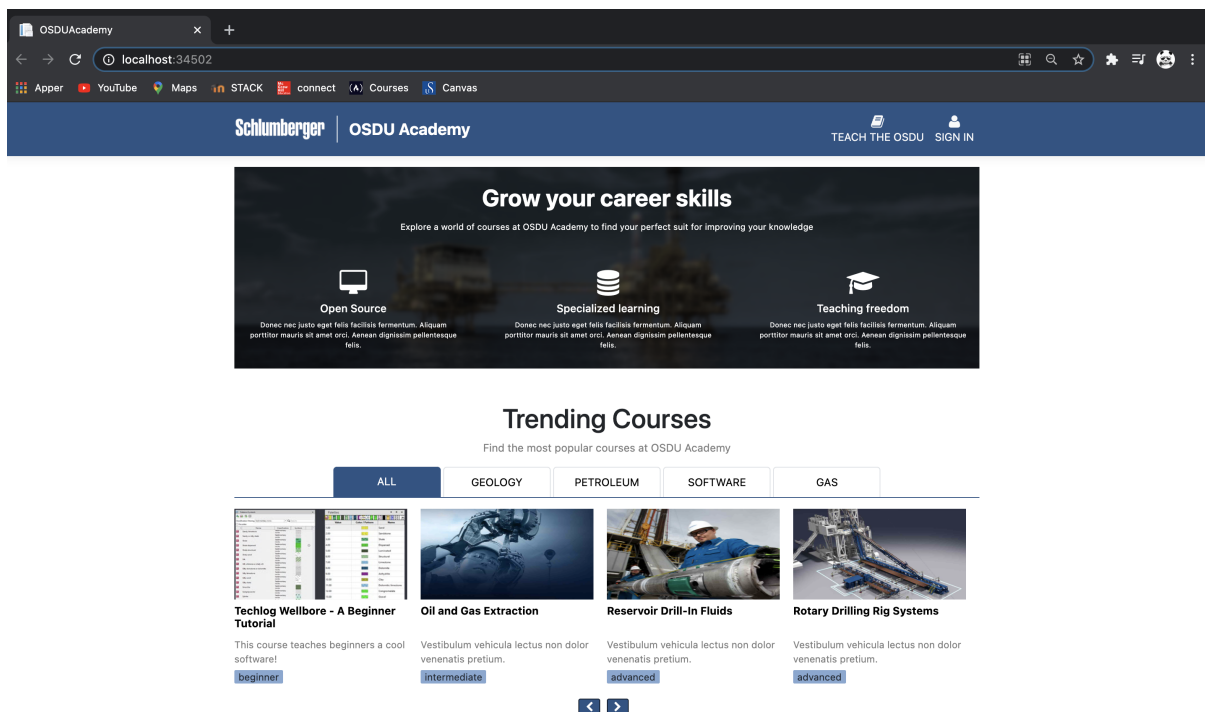 OSDUAcademy
localhost:34502
Apper YouTube Maps STACK connect Courses Canvas
Schlumberger OSDU Academy
TEACH THE OSDU SIGN IN
Grow your career skills
Explore a world of courses at OSDU Academy to find your perfect suit for improving your knowledge
Open Source
Donec nec justo eget felis facilisis fermentum. Aliquam
porttitor mauris sit amet orci. Aenean dignissim pellentesque
felis.
Specialized learning
Donec nec justo eget felis facilisis fermentum. Aliquam
porttitor mauris sit amet orci. Aenean dignissim pellentesque
felis.
Teaching freedom
Donec nec justo eget felis facilisis fermentum. Aliquam
porttitor mauris sit amet orci. Aenean dignissim pellentesque
felis.
Trending Courses
Find the most popular courses at OSDU Academy
ALL GEOLOGY PETROLEUM SOFTWARE GAS
Techlog Wellbore - A Beginner
Tutorial
This course teaches beginners a cool
software!
beginner
Oil and Gas Extraction
Vestibulum vehicula lectus non dolor
venenatis pretium.
intermediate
Reservoir Drill-In Fluids
Vestibulum vehicula lectus non dolor
venenatis pretium.
advanced
Rotary Drilling Rig Systems
Vestibulum vehicula lectus non dolor
venenatis pretium.
advanced